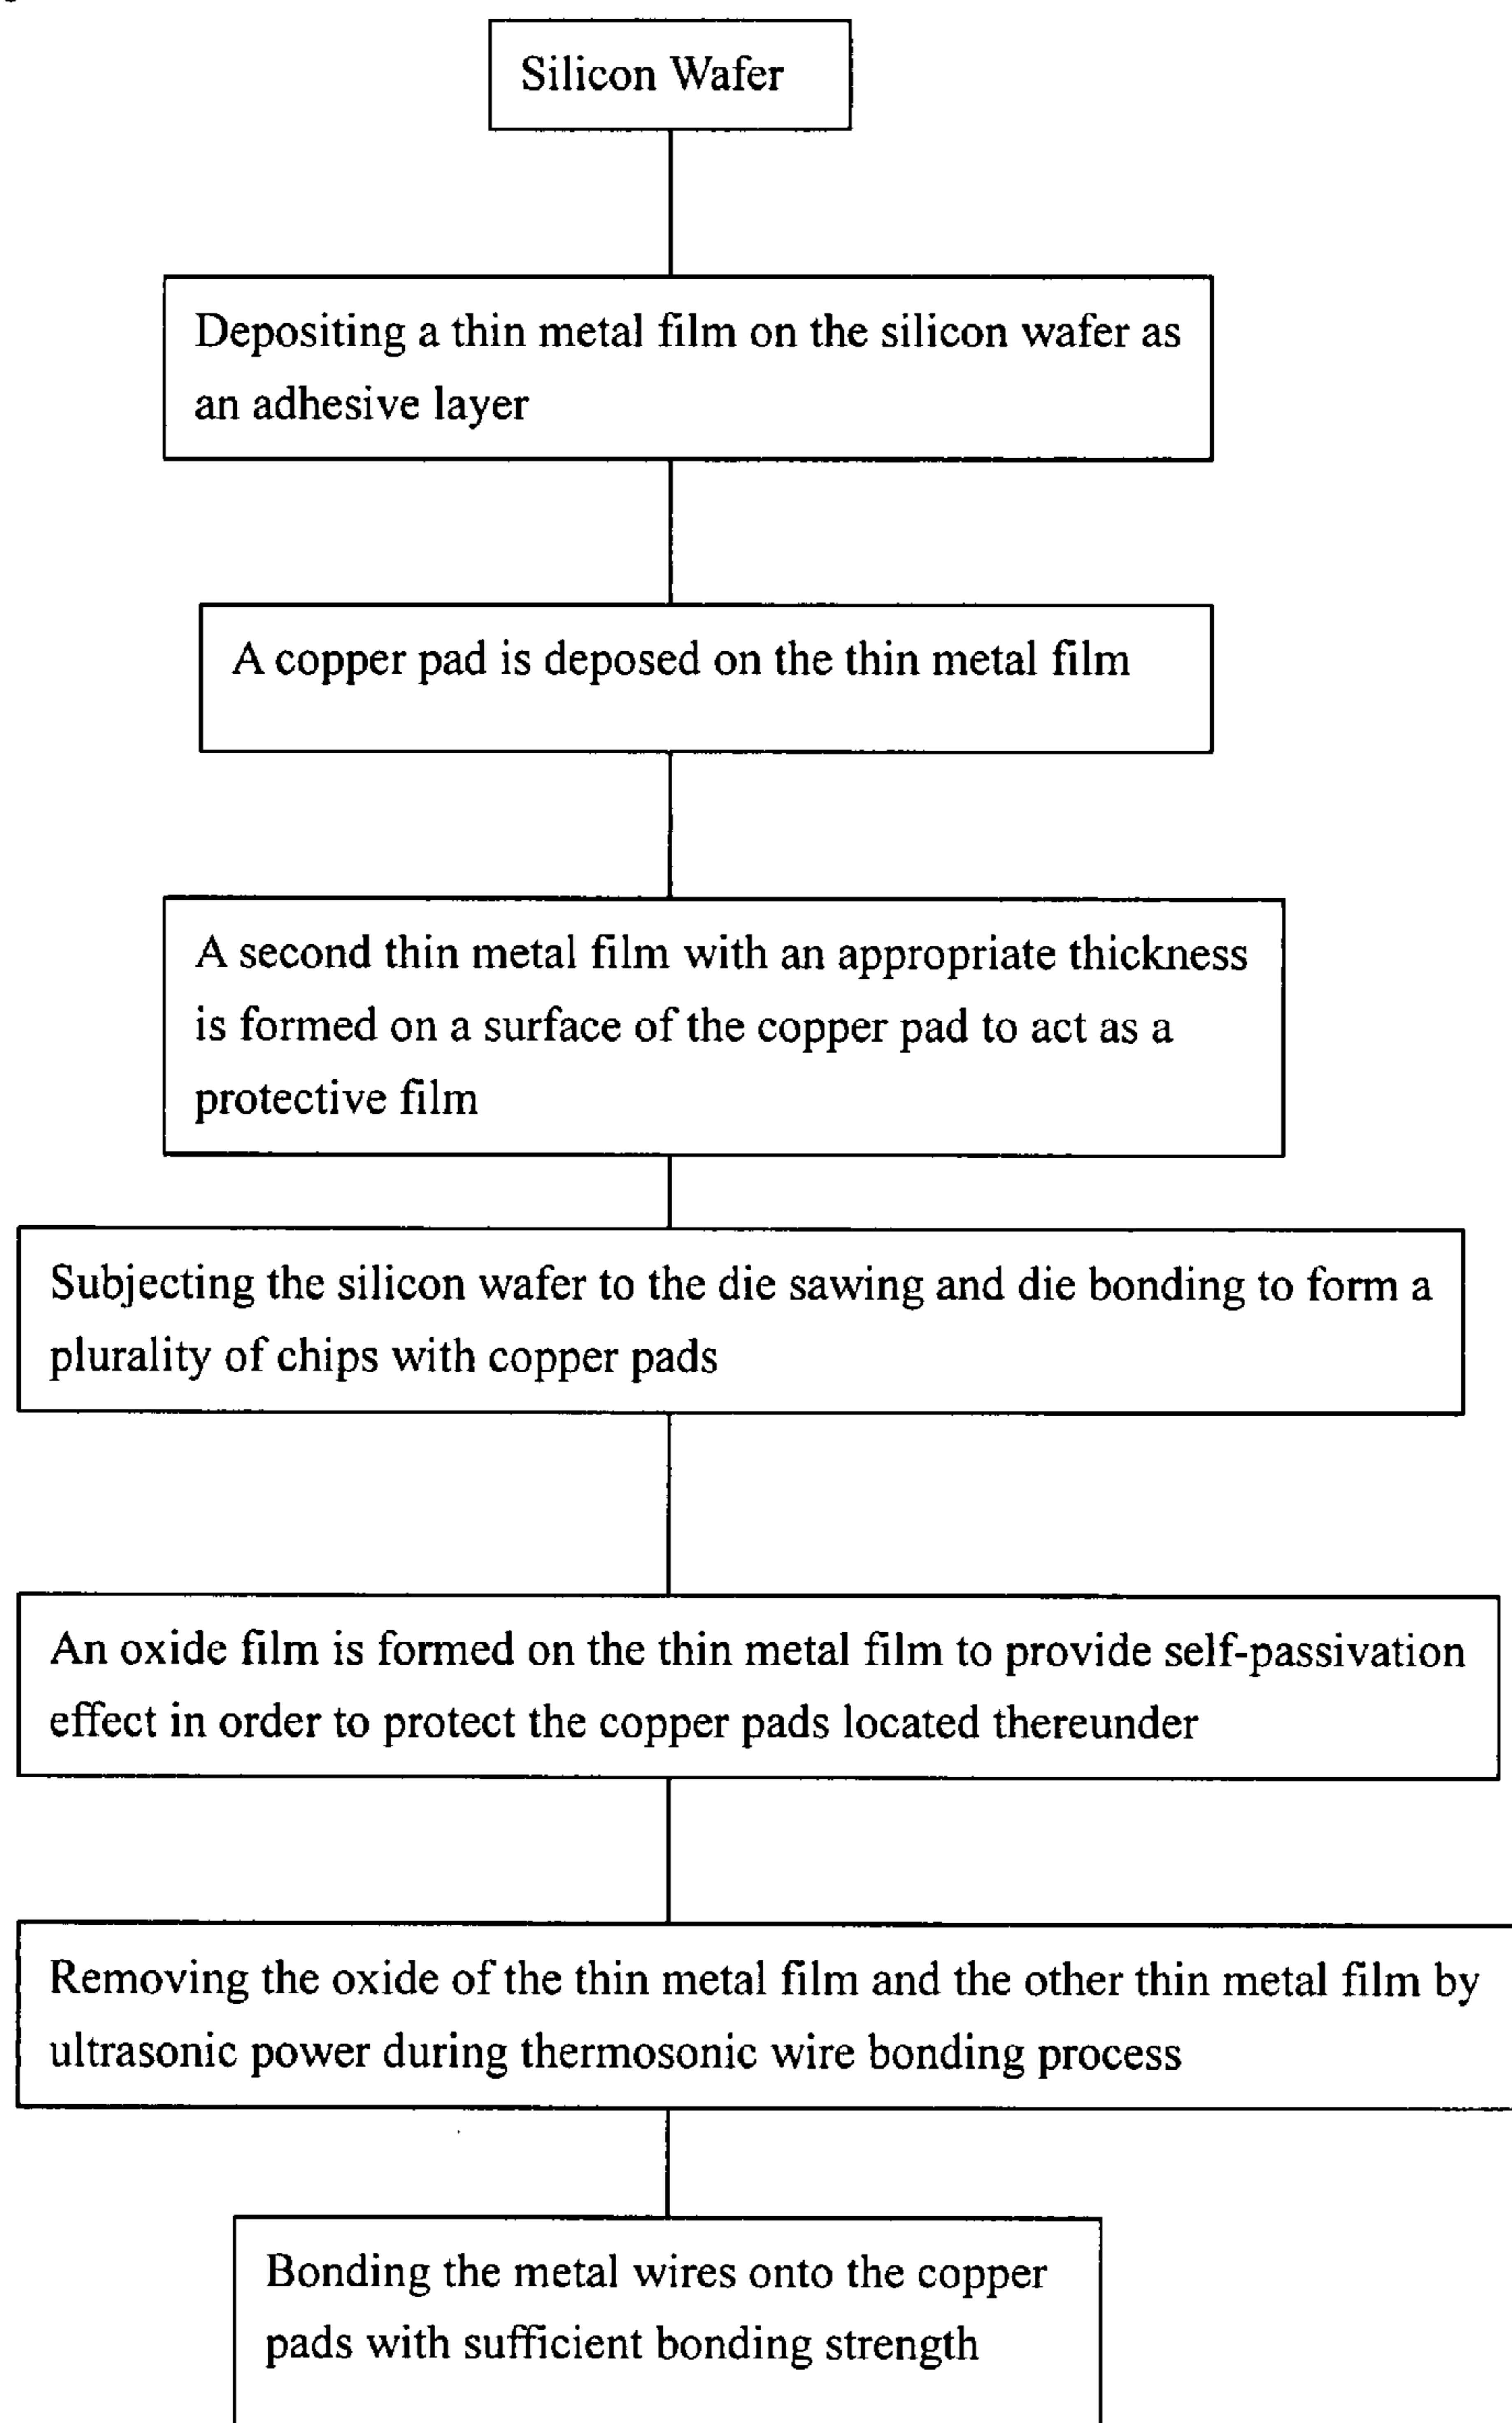 Silicon Wafer
Depositing a thin metal film on the silicon wafer as
an adhesive layer
A copper pad is deposed on the thin metal film
A second thin metal film with an appropriate thickness
is formed on a surface of the copper pad to act as a
protective film
Subjecting the silicon wafer to the die sawing and die bonding to form a
plurality of chips with copper pads
An oxide film is formed on the thin metal film to provide self-passivation
effect in order to protect the copper pads located thereunder
Removing the oxide of the thin metal film and the other thin metal film by
ultrasonic power during thermosonic wire bonding process
Bonding the metal wires onto the copper
pads with sufficient bonding strength